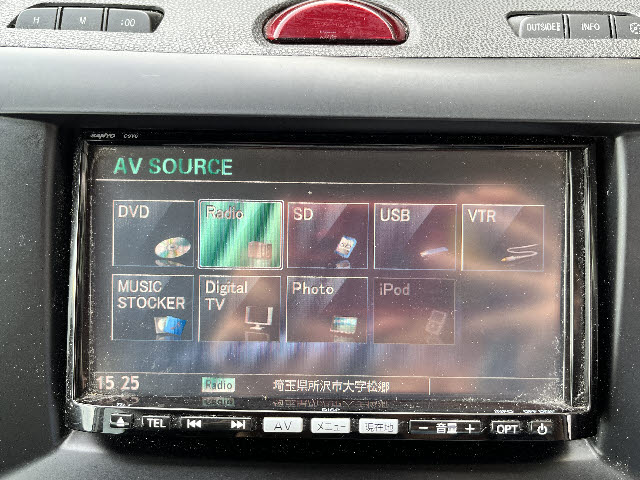 H M :00
OUTSIDE INFO
SANYO
AV SOURCE
DVD Radio SD USB VTR
MUSIC STOCKER Digital TV Photo iPod
15 25 Radio 埼玉県所沢市大字松郷
TEL AV メニュー 現在地 − 音量 + OPT